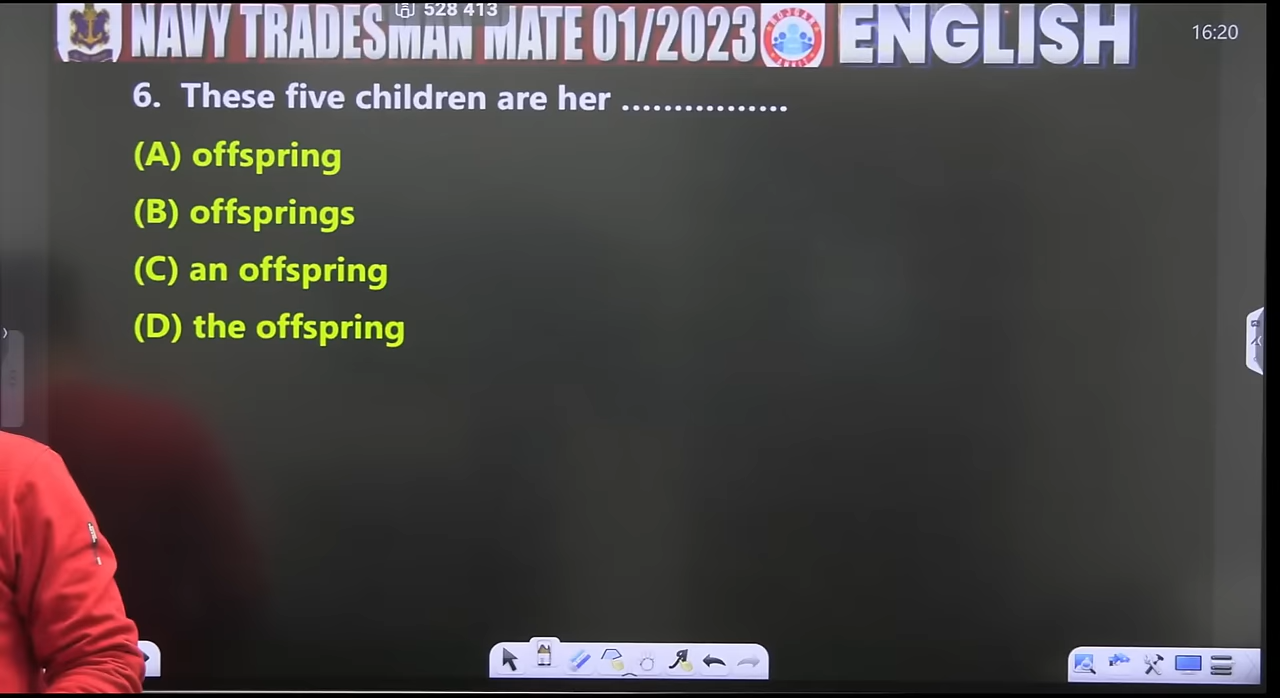 528 413
NAVY TRADESMAN MATE 01/2023 ENGLISH
16:20
6. These five children are her ................
(A) offspring
(B) offsprings
(C) an offspring
(D) the offspring